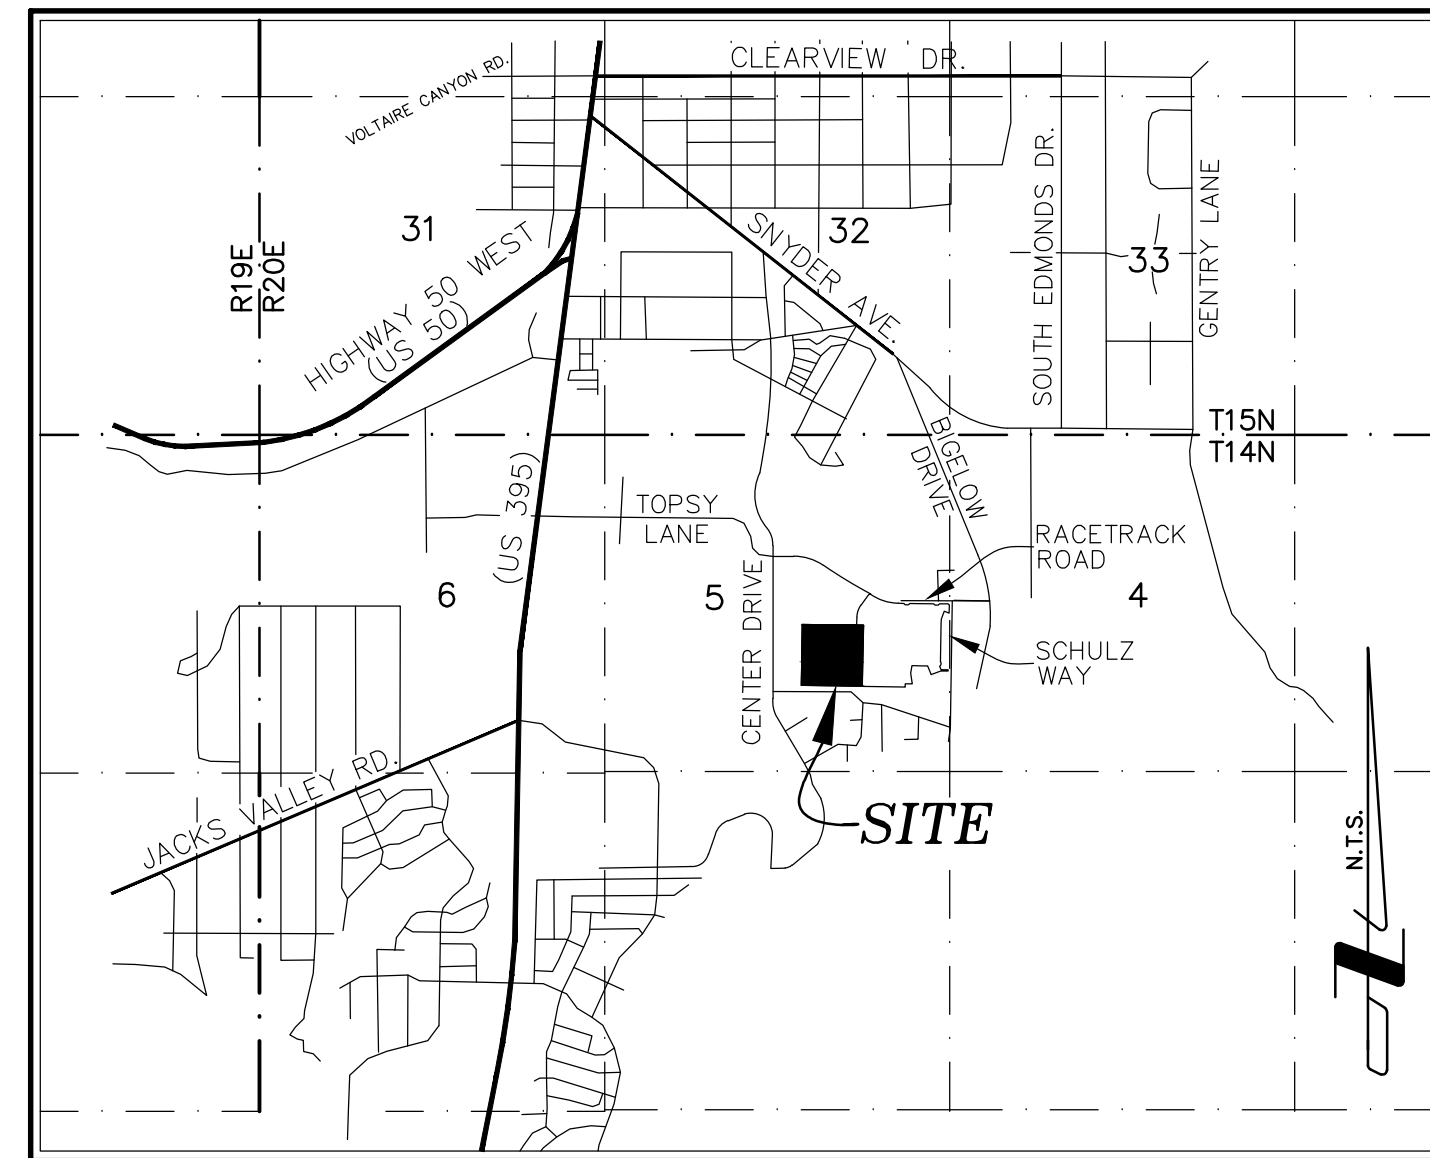 CLEARVIEW DR.
VOLTAIRE CANYON RD.
31
32
33
SNYDER AVE.
SOUTH EDMONDS DR.
GENTRY LANE
R19E
R20E
HIGHWAY 50 WEST
(US 50)
T15N
T14N
BIGELOW
DRIVE
(US 395)
TOPSY
LANE
RACETRACK
ROAD
6
5
4
CENTER DRIVE
SCHULZ
WAY
JACKS VALLEY RD.
SITE
N.T.S.
Z